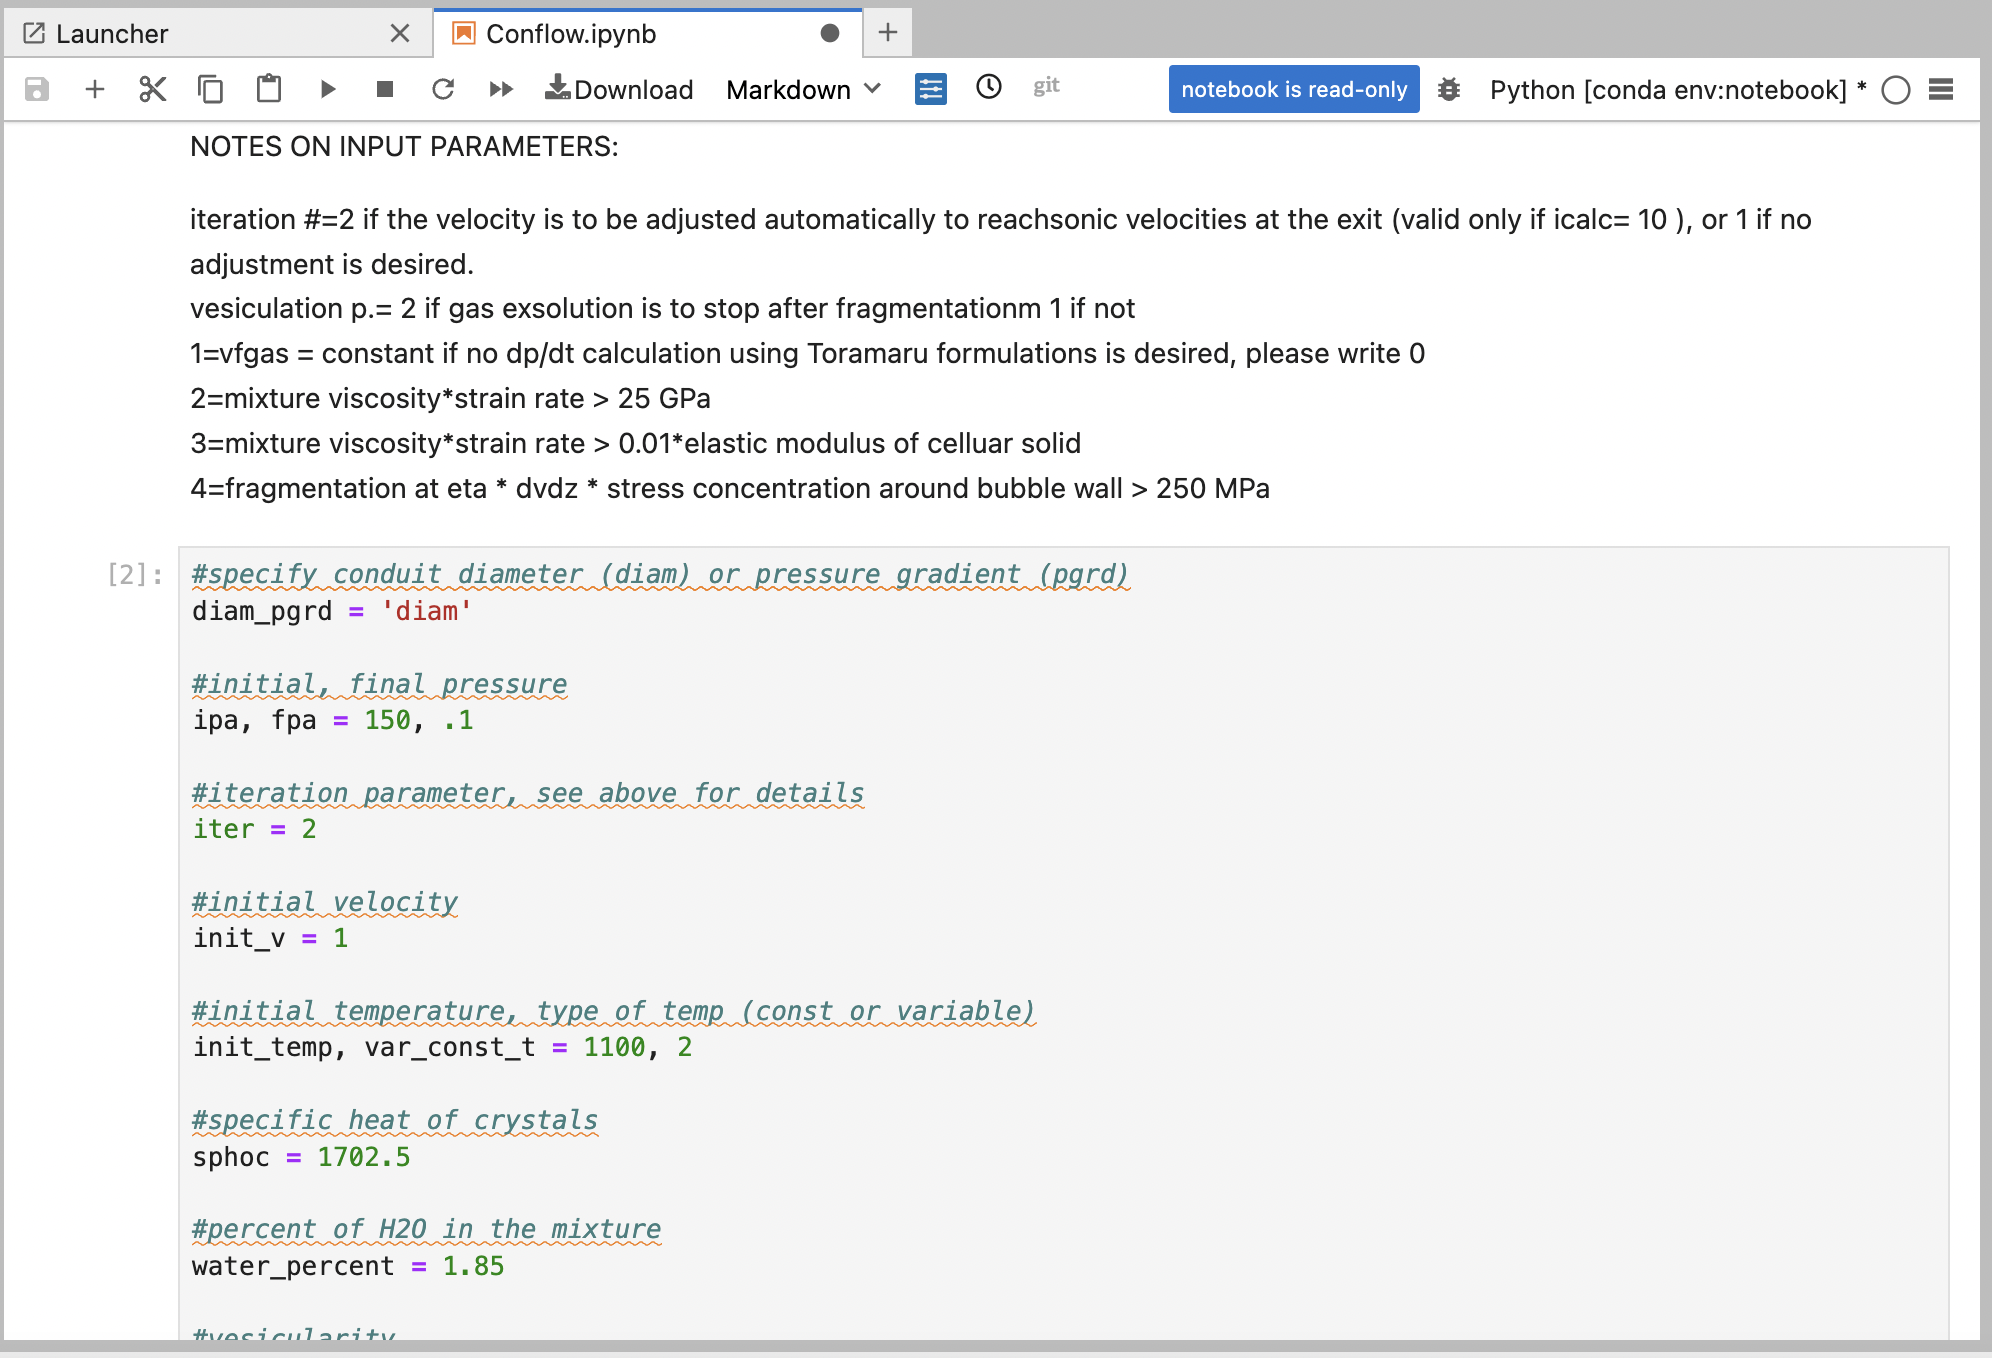 Launcher
Conflow.ipynb
Download Markdown git notebook is read-only Python [conda env:notebook] *
NOTES ON INPUT PARAMETERS:
iteration #=2 if the velocity is to be adjusted automatically to reachsonic velocities at the exit (valid only if icalc= 10 ), or 1 if no
adjustment is desired.
vesiculation p.= 2 if gas exsolution is to stop after fragmentationm 1 if not
1=vfgas = constant if no dp/dt calculation using Toramaru formulations is desired, please write 0
2=mixture viscosity*strain rate > 25 GPa
3=mixture viscosity*strain rate > 0.01*elastic modulus of celluar solid
4=fragmentation at eta * dvdz * stress concentration around bubble wall > 250 MPa
[2]: #specify conduit diameter (diam) or pressure gradient (pgrd)
diam_pgrd = 'diam'
#initial, final pressure
ipa, fpa = 150, .1
#iteration parameter, see above for details
iter = 2
#initial velocity
init_v = 1
#initial temperature, type of temp (const or variable)
init_temp, var_const_t = 1100, 2
#specific heat of crystals
sphoc = 1702.5
#percent of H2O in the mixture
water_percent = 1.85
#vesicularity